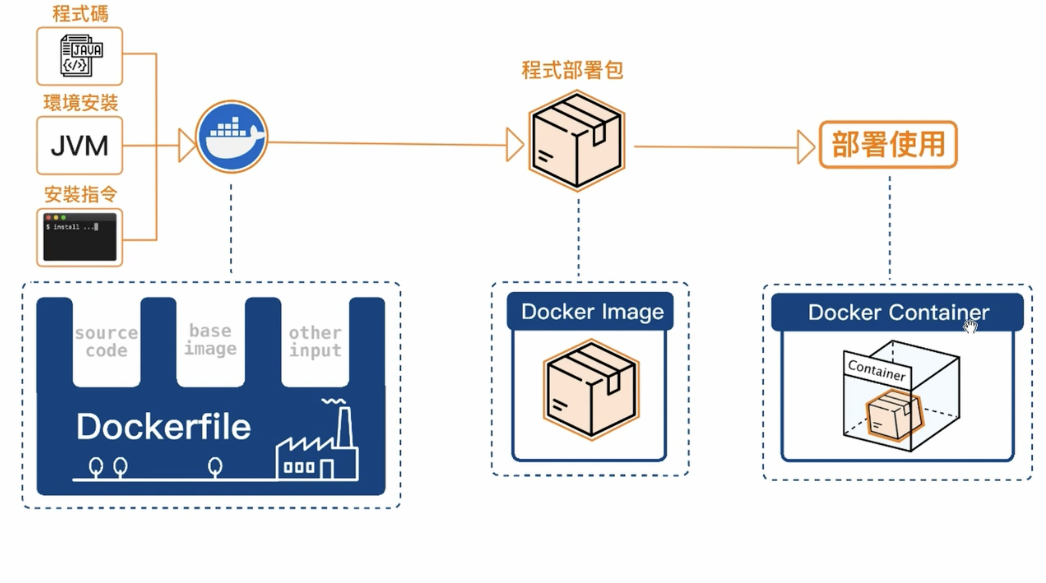 程式碼
JAVA
</>
環境安裝
JVM
安裝指令
$ install ...
程式部署包
部署使用
source
code
base
image
other
input
Dockerfile
Docker Image
Docker Container
Container